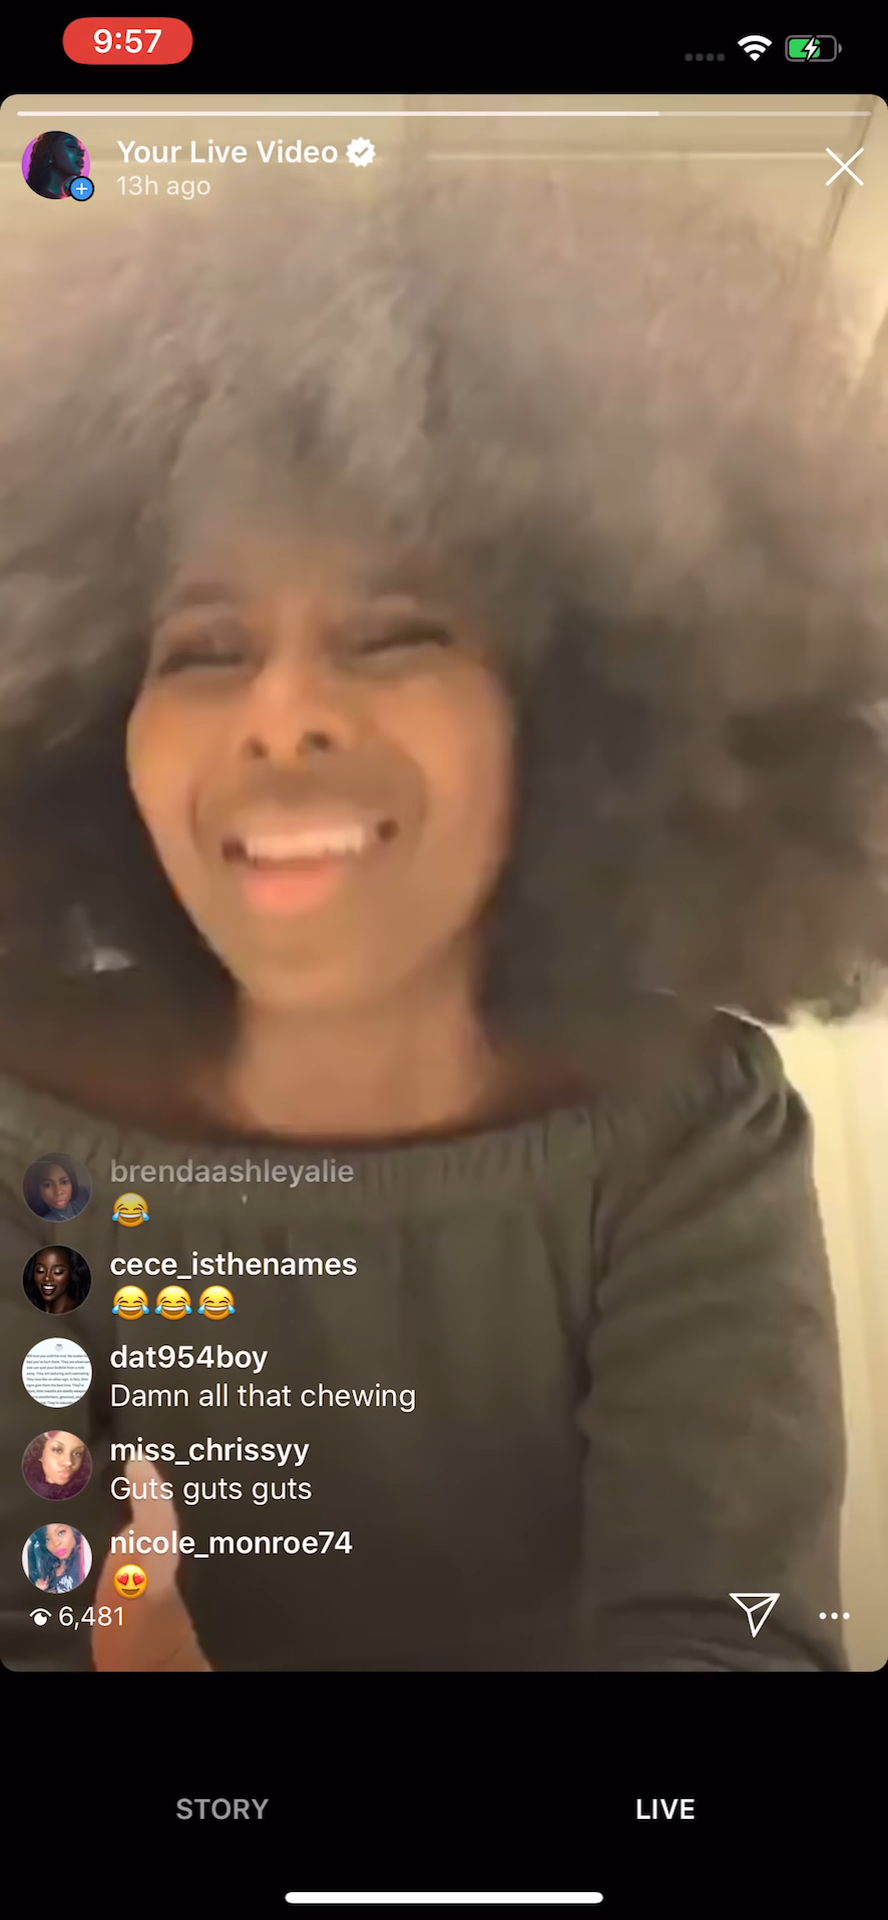 9:57
Your Live Video
13h ago
brendaashleyalie
😂
cece_isthenames
😂😂😂
dat954boy
Damn all that chewing
miss_chrissyy
Guts guts guts
nicole_monroe74
😍
6,481
STORY
LIVE